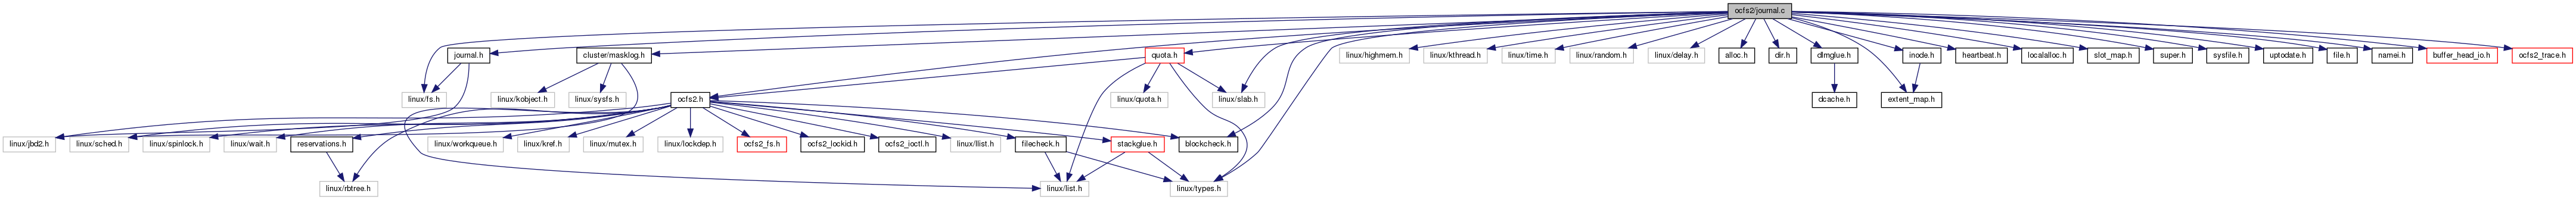 ocfs2/journal.c
journal.h
cluster/masklog.h
quota.h
linux/highmem.h
linux/kthread.h
linux/time.h
linux/random.h
linux/delay.h
alloc.h
dir.h
dlmglue.h
inode.h
heartbeat.h
localalloc.h
slot_map.h
super.h
sysfile.h
uptodate.h
file.h
namei.h
buffer_head_io.h
ocfs2_trace.h
linux/fs.h
linux/kobject.h
linux/sysfs.h
ocfs2.h
linux/quota.h
linux/slab.h
dcache.h
extent_map.h
linux/jbd2.h
linux/sched.h
linux/spinlock.h
linux/wait.h
reservations.h
linux/workqueue.h
linux/kref.h
linux/mutex.h
linux/lockdep.h
ocfs2_fs.h
ocfs2_lockid.h
ocfs2_ioctl.h
linux/llist.h
filecheck.h
stackglue.h
blockcheck.h
linux/rbtree.h
linux/list.h
linux/types.h